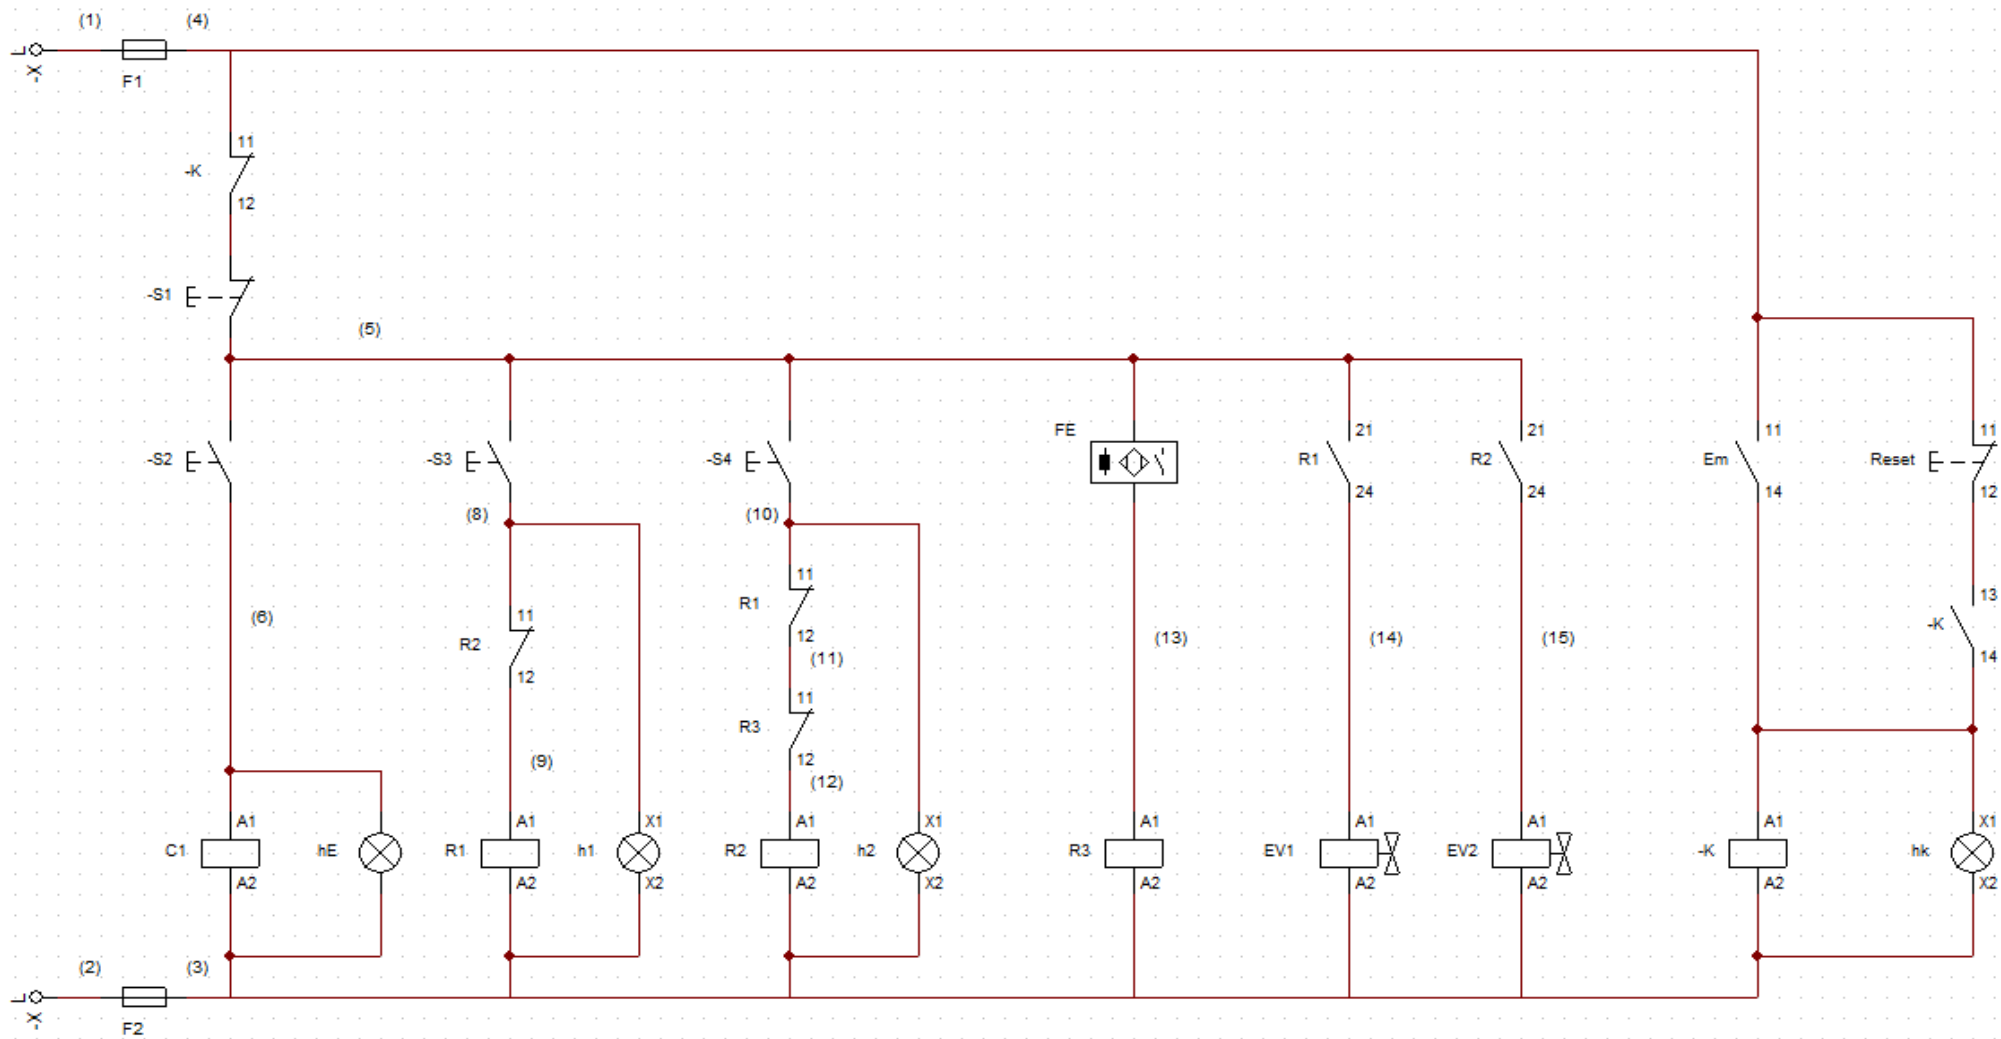 (1)
(4)
L
-X
F1
11
-K
12
-S1
(5)
FE
21
21
11
11
-S2
-S3
-S4
R1
R2
Em
Reset
24
24
14
12
(8)
(10)
11
13
R1
11
(6)
-K
R2
12
(13)
(14)
(15)
(11)
14
12
11
R3
12
(9)
(12)
A1
A1
X1
A1
X1
A1
A1
A1
A1
X1
C1
hE
R1
h1
R2
h2
R3
EV1
EV2
-K
hk
A2
A2
X2
A2
X2
A2
A2
A2
A2
X2
(2)
(3)
L
-X
F2